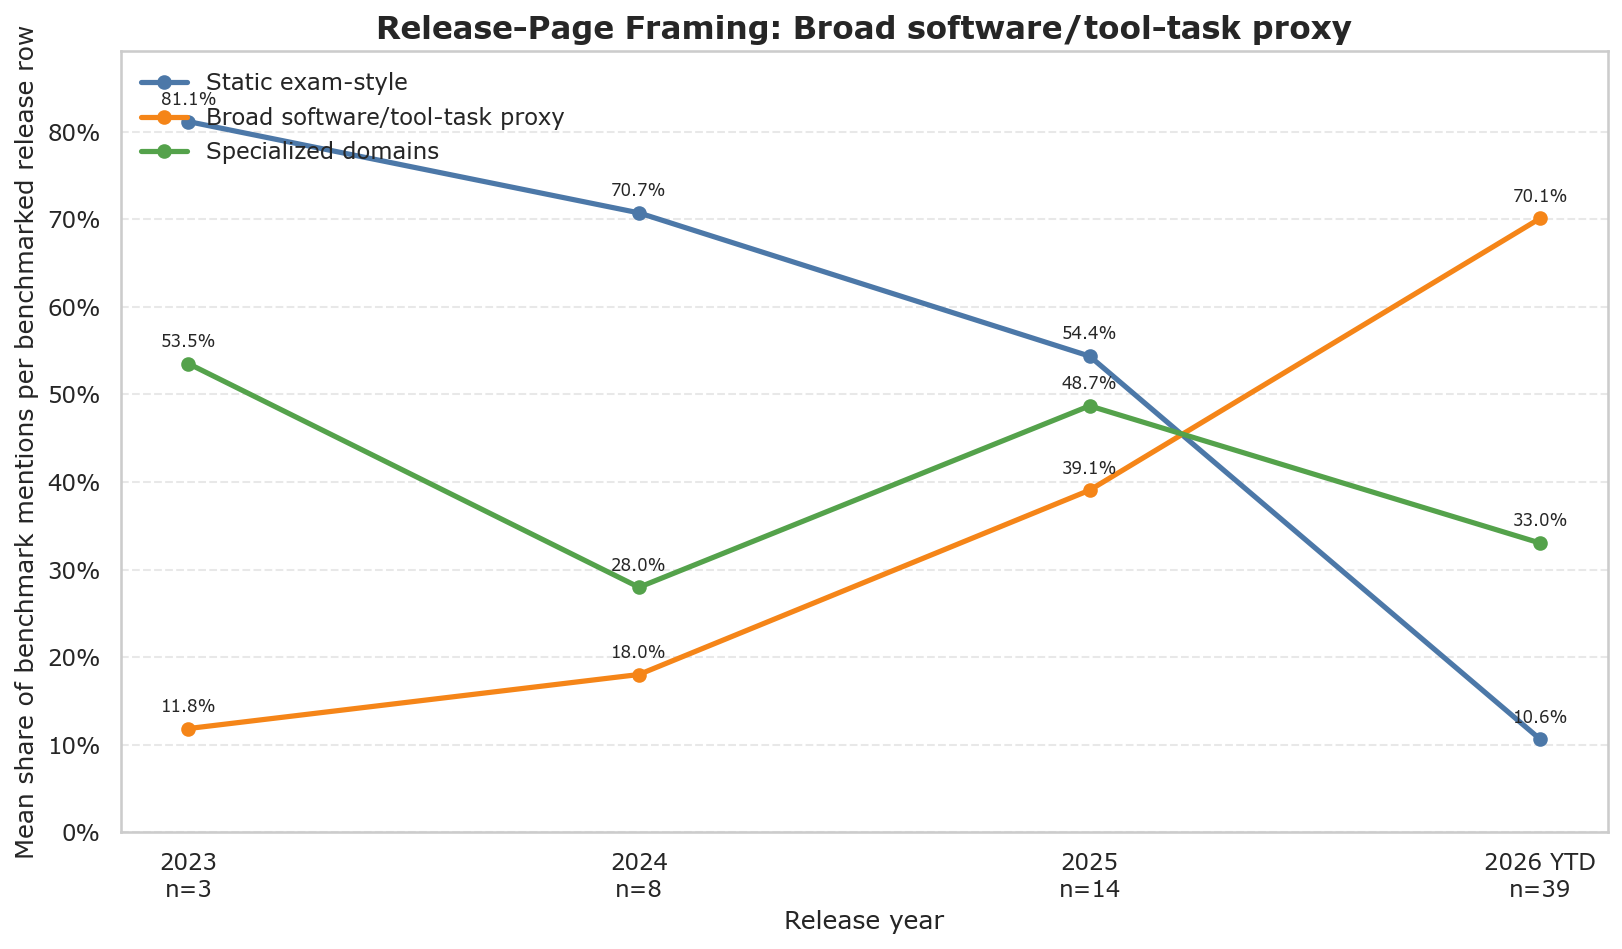 Release-Page Framing: Broad software/tool-task proxy
Mean share of benchmark mentions per benchmarked release row
Static exam-style
Broad software/tool-task proxy
Specialized domains
80%
70%
60%
50%
40%
30%
20%
10%
0%
81.1%
70.7%
54.4%
10.6%
53.5%
28.0%
48.7%
33.0%
11.8%
18.0%
39.1%
70.1%
2023
n=3
2024
n=8
2025
n=14
2026 YTD
n=39
Release year